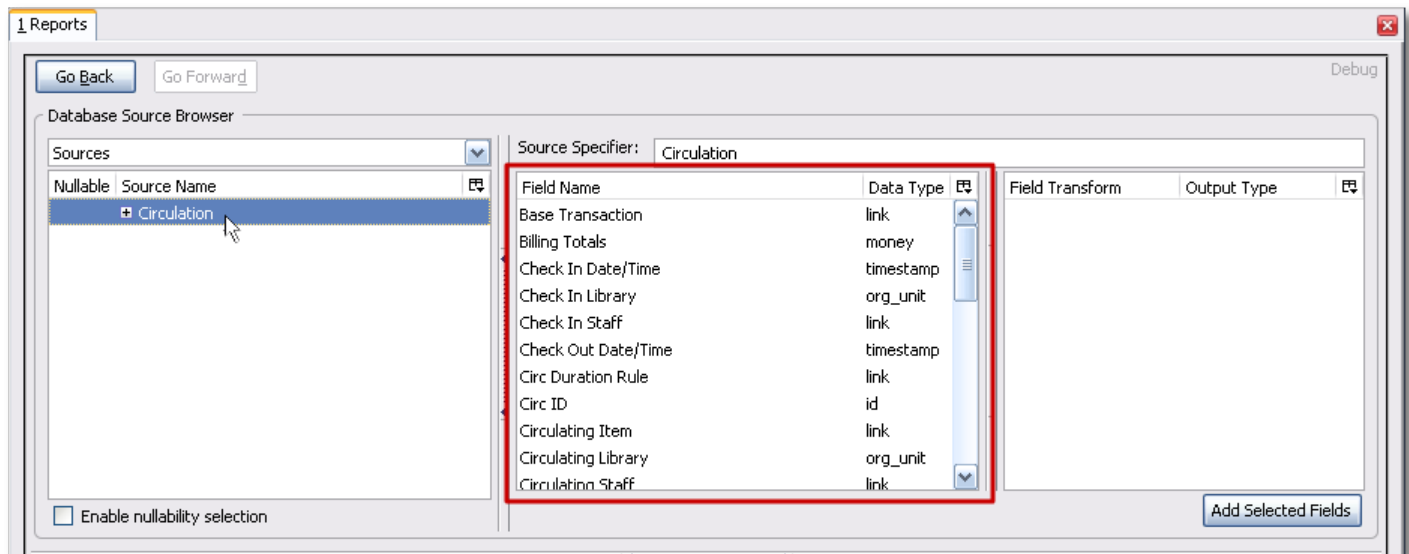 1 Reports
Go Back
Go Forward
Debug
Database Source Browser
Sources
Source Specifier: Circulation
Nullable Source Name
Circulation
Field Name Data Type
Base Transaction link
Billing Totals money
Check In Date/Time timestamp
Check In Library org_unit
Check In Staff link
Check Out Date/Time timestamp
Circ Duration Rule link
Circ ID id
Circulating Item link
Circulating Library org_unit
Circulating Staff link
Field Transform Output Type
Enable nullability selection
Add Selected Fields